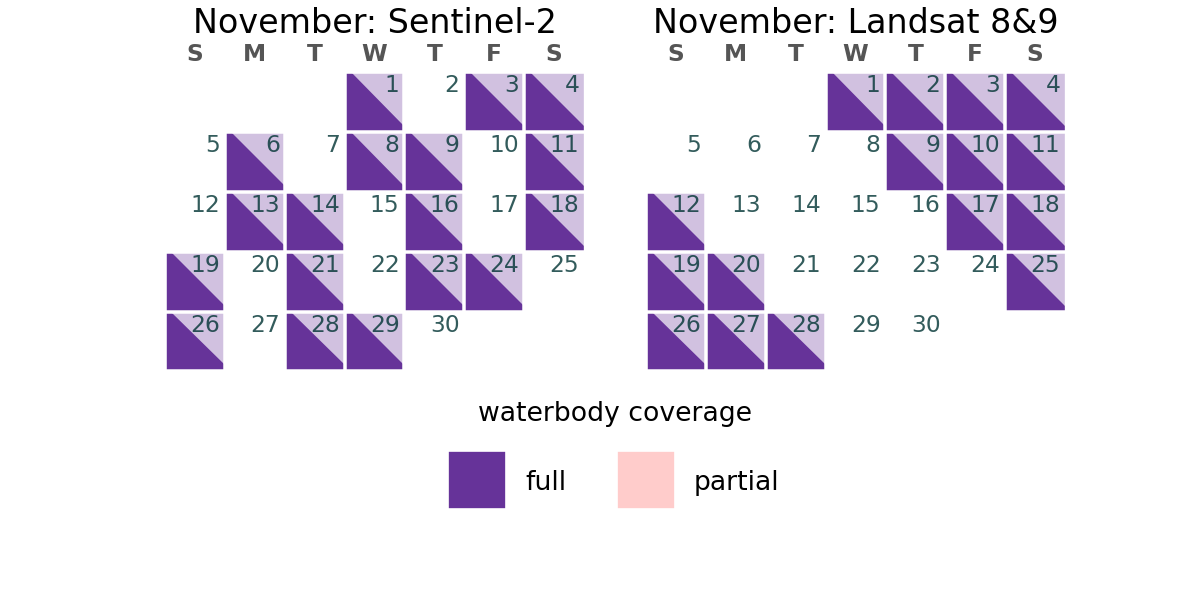 November: Sentinel-2
S M T W T F S
1 2 3 4
5 6 7 8 9 10 11
12 13 14 15 16 17 18
19 20 21 22 23 24 25
26 27 28 29 30
November: Landsat 8&9
S M T W T F S
1 2 3 4
5 6 7 8 9 10 11
12 13 14 15 16 17 18
19 20 21 22 23 24 25
26 27 28 29 30
waterbody coverage
full partial